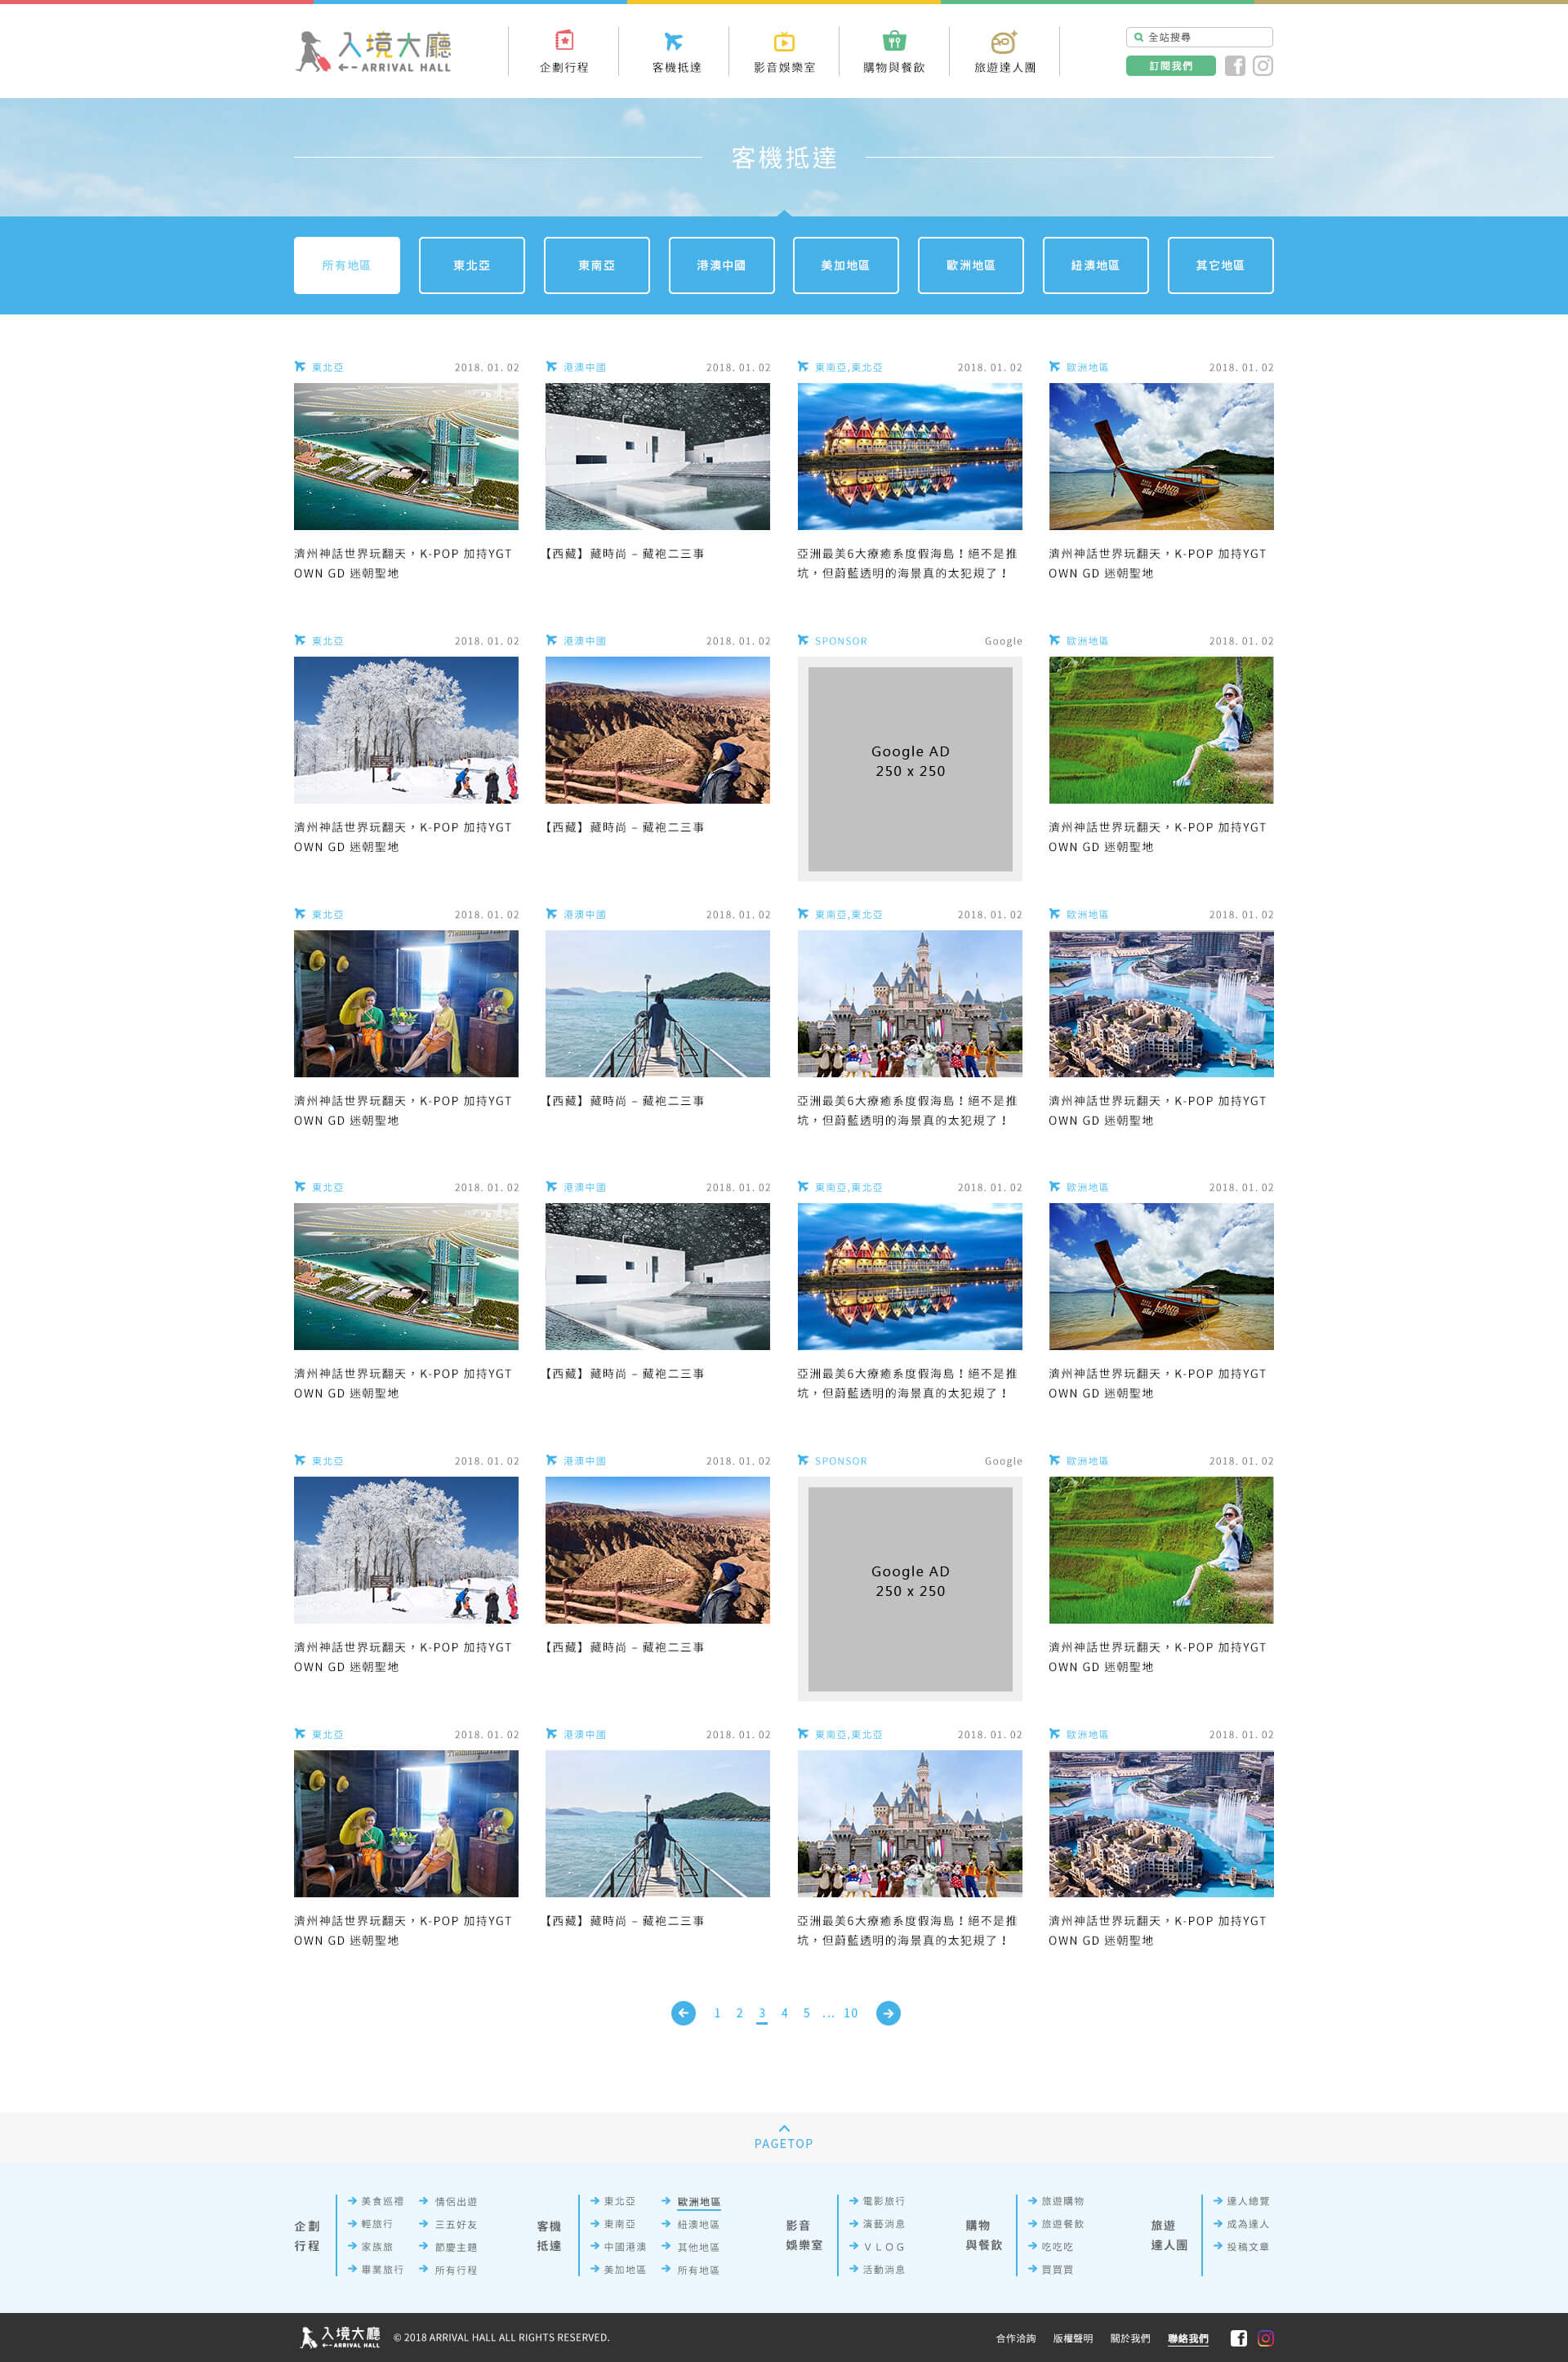 入境大廳
ARRIVAL HALL
企劃行程
客機抵達
影音娛樂室
購物與餐飲
旅遊達人團
全站搜尋
訂閱我們
客機抵達
所有地區
東北亞
東南亞
港澳中國
美加地區
歐洲地區
紐澳地區
其它地區
東北亞 2018. 01. 02
港澳中國 2018. 01. 02
東南亞,東北亞 2018. 01. 02
歐洲地區 2018. 01. 02
LANTA
濟州神話世界玩翻天，K-POP 加持YGT
OWN GD 迷朝聖地
【西藏】藏時尚 – 藏袍二三事
亞洲最美6大療癒系度假海島！絕不是推
坑，但蔚藍透明的海景真的太犯規了！
濟州神話世界玩翻天，K-POP 加持YGT
OWN GD 迷朝聖地
東北亞 2018. 01. 02
港澳中國 2018. 01. 02
SPONSOR Google
歐洲地區 2018. 01. 02
Google AD
250 x 250
濟州神話世界玩翻天，K-POP 加持YGT
OWN GD 迷朝聖地
【西藏】藏時尚 – 藏袍二三事
濟州神話世界玩翻天，K-POP 加持YGT
OWN GD 迷朝聖地
東北亞 2018. 01. 02
港澳中國 2018. 01. 02
東南亞,東北亞 2018. 01. 02
歐洲地區 2018. 01. 02
濟州神話世界玩翻天，K-POP 加持YGT
OWN GD 迷朝聖地
【西藏】藏時尚 – 藏袍二三事
亞洲最美6大療癒系度假海島！絕不是推
坑，但蔚藍透明的海景真的太犯規了！
濟州神話世界玩翻天，K-POP 加持YGT
OWN GD 迷朝聖地
東北亞 2018. 01. 02
港澳中國 2018. 01. 02
東南亞,東北亞 2018. 01. 02
歐洲地區 2018. 01. 02
LANTA
濟州神話世界玩翻天，K-POP 加持YGT
OWN GD 迷朝聖地
【西藏】藏時尚 – 藏袍二三事
亞洲最美6大療癒系度假海島！絕不是推
坑，但蔚藍透明的海景真的太犯規了！
濟州神話世界玩翻天，K-POP 加持YGT
OWN GD 迷朝聖地
東北亞 2018. 01. 02
港澳中國 2018. 01. 02
SPONSOR Google
歐洲地區 2018. 01. 02
Google AD
250 x 250
濟州神話世界玩翻天，K-POP 加持YGT
OWN GD 迷朝聖地
【西藏】藏時尚 – 藏袍二三事
濟州神話世界玩翻天，K-POP 加持YGT
OWN GD 迷朝聖地
東北亞 2018. 01. 02
港澳中國 2018. 01. 02
東南亞,東北亞 2018. 01. 02
歐洲地區 2018. 01. 02
濟州神話世界玩翻天，K-POP 加持YGT
OWN GD 迷朝聖地
【西藏】藏時尚 – 藏袍二三事
亞洲最美6大療癒系度假海島！絕不是推
坑，但蔚藍透明的海景真的太犯規了！
濟州神話世界玩翻天，K-POP 加持YGT
OWN GD 迷朝聖地
1 2 3 4 5 ... 10
PAGETOP
企劃
行程
美食巡禮
輕旅行
家族旅
畢業旅行
情侶出遊
三五好友
節慶主題
所有行程
客機
抵達
東北亞
東南亞
中國港澳
美加地區
歐洲地區
紐澳地區
其他地區
所有地區
影音
娛樂室
電影旅行
演藝消息
ＶＬＯＧ
活動消息
購物
與餐飲
旅遊購物
旅遊餐飲
吃吃吃
買買買
旅遊
達人團
達人總覽
成為達人
投稿文章
入境大廳
ARRIVAL HALL
© 2018 ARRIVAL HALL ALL RIGHTS RESERVED.
合作洽詢
版權聲明
關於我們
聯絡我們